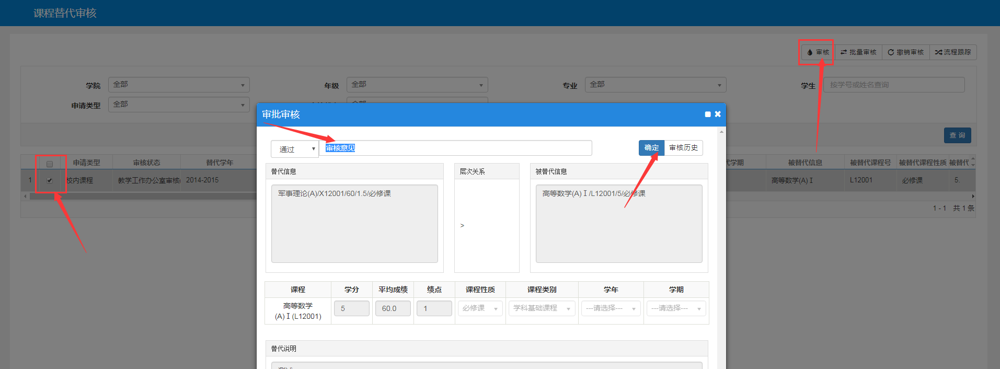 课程替代审核
审核 批量审核 撤销审核 流程跟踪
学院 全部 年级 全部 专业 全部 学生 按学号或姓名查询
申请类型 全部
查 询
申请类型 审核状态 替代学年
1 校内课程 教学工作办公室审核 2014-2015
代学期 被替代信息 被替代课程号 被替代课程性质 被替代
高等数学(A) I L12001 必修课 5.
1 - 1 共 1 条
审批审核
通过 审核意见 确定 审核历史
替代信息 层次关系 被替代信息
军事理论(A)/X12001/60/1.5/必修课
>
高等数学(A) I /L12001/5/必修课
课程 学分 平均成绩 绩点 课程性质 课程类别 学年 学期
高等数学
(A) I (L12001) 5 60.0 1 必修课 学科基础课程 ---请选择--- ---请选择---
替代说明